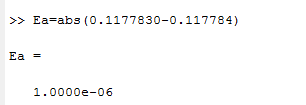 >> Ea=abs(0.1177830-0.117784)
Ea =
1.0000e-06